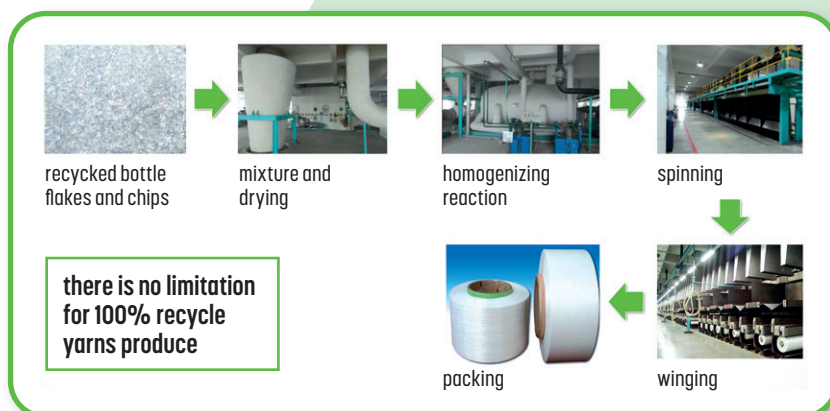 recycked bottle
flakes and chips
mixture and
drying
homogenizing
reaction
spinning
winging
packing
there is no limitation
for 100% recycle
yarns produce